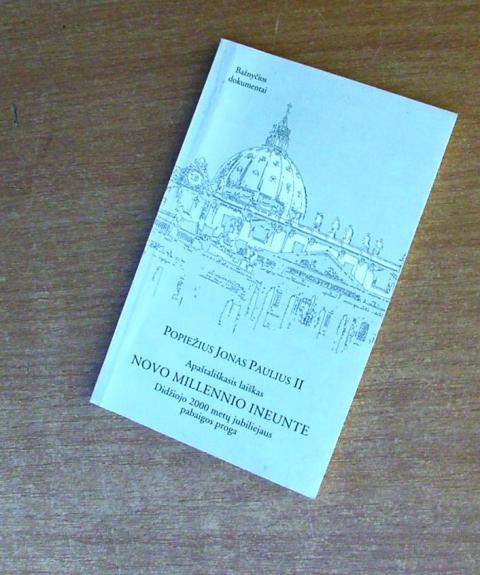 Bažnyčios
dokumentai
POPIEŽIUS JONAS PAULIUS II
Apaštališkasis laiškas
NOVO MILLENNIO INEUNTE
Didžiojo 2000 metų jubiliejaus
pabaigos proga